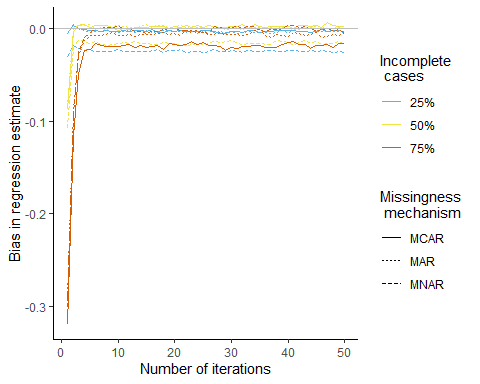 0.0
-0.1
-0.2
-0.3
Bias in regression estimate
0
10
20
30
40
50
Number of iterations
Incomplete
cases
25%
50%
75%
Missingness
mechanism
MCAR
MAR
MNAR